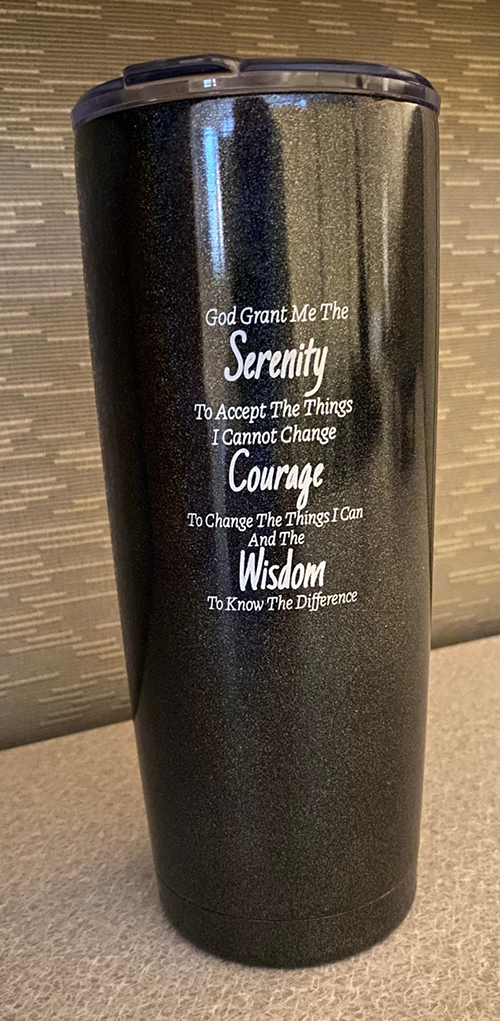 God Grant Me The
Serenity
To Accept The Things
I Cannot Change
Courage
To Change The Things I Can
And The
Wisdom
To Know The Difference